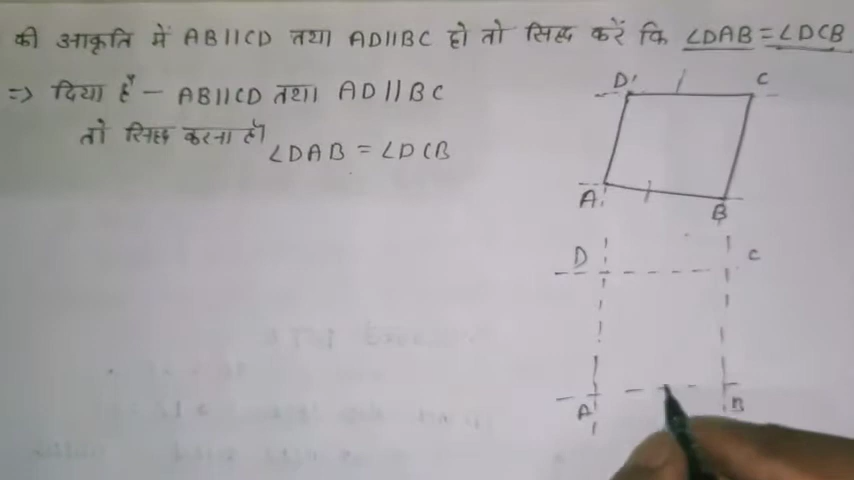 की आकृति में AB||CD तथा AD||BC हो तो सिद्ध करें कि ∠DAB = ∠DCB
=> दिया है - AB||CD तथा AD||BC
तो सिद्ध करना है। ∠DAB = ∠DCB
D C
A B
D C
A B